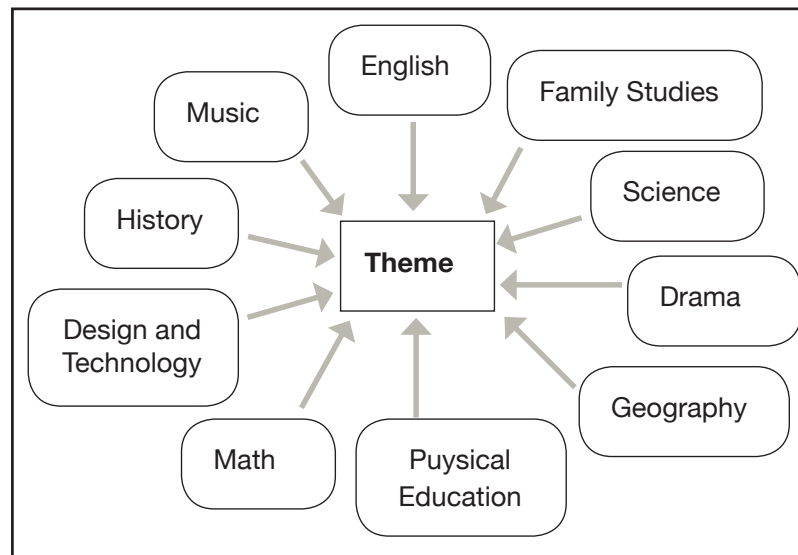 English
Family Studies
Music
Science
History
Theme
Drama
Design and
Technology
Geography
Math
Puysical
Education